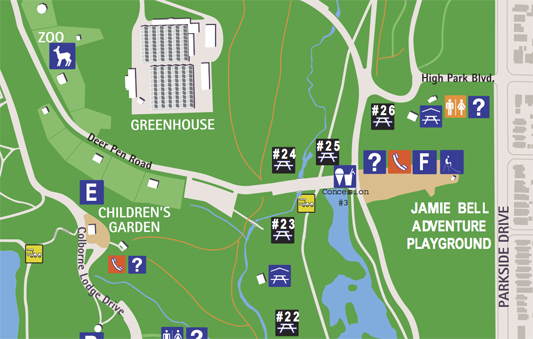 ZOO
GREENHOUSE
High Park Blvd.
#26
?
#25
#24
Deer Pen Road
?
F
E
Concession
#3
CHILDREN'S
GARDEN
JAMIE BELL
ADVENTURE
PLAYGROUND
#23
PARKSIDE DRIVE
?
Colborne Lodge Drive
#22
?